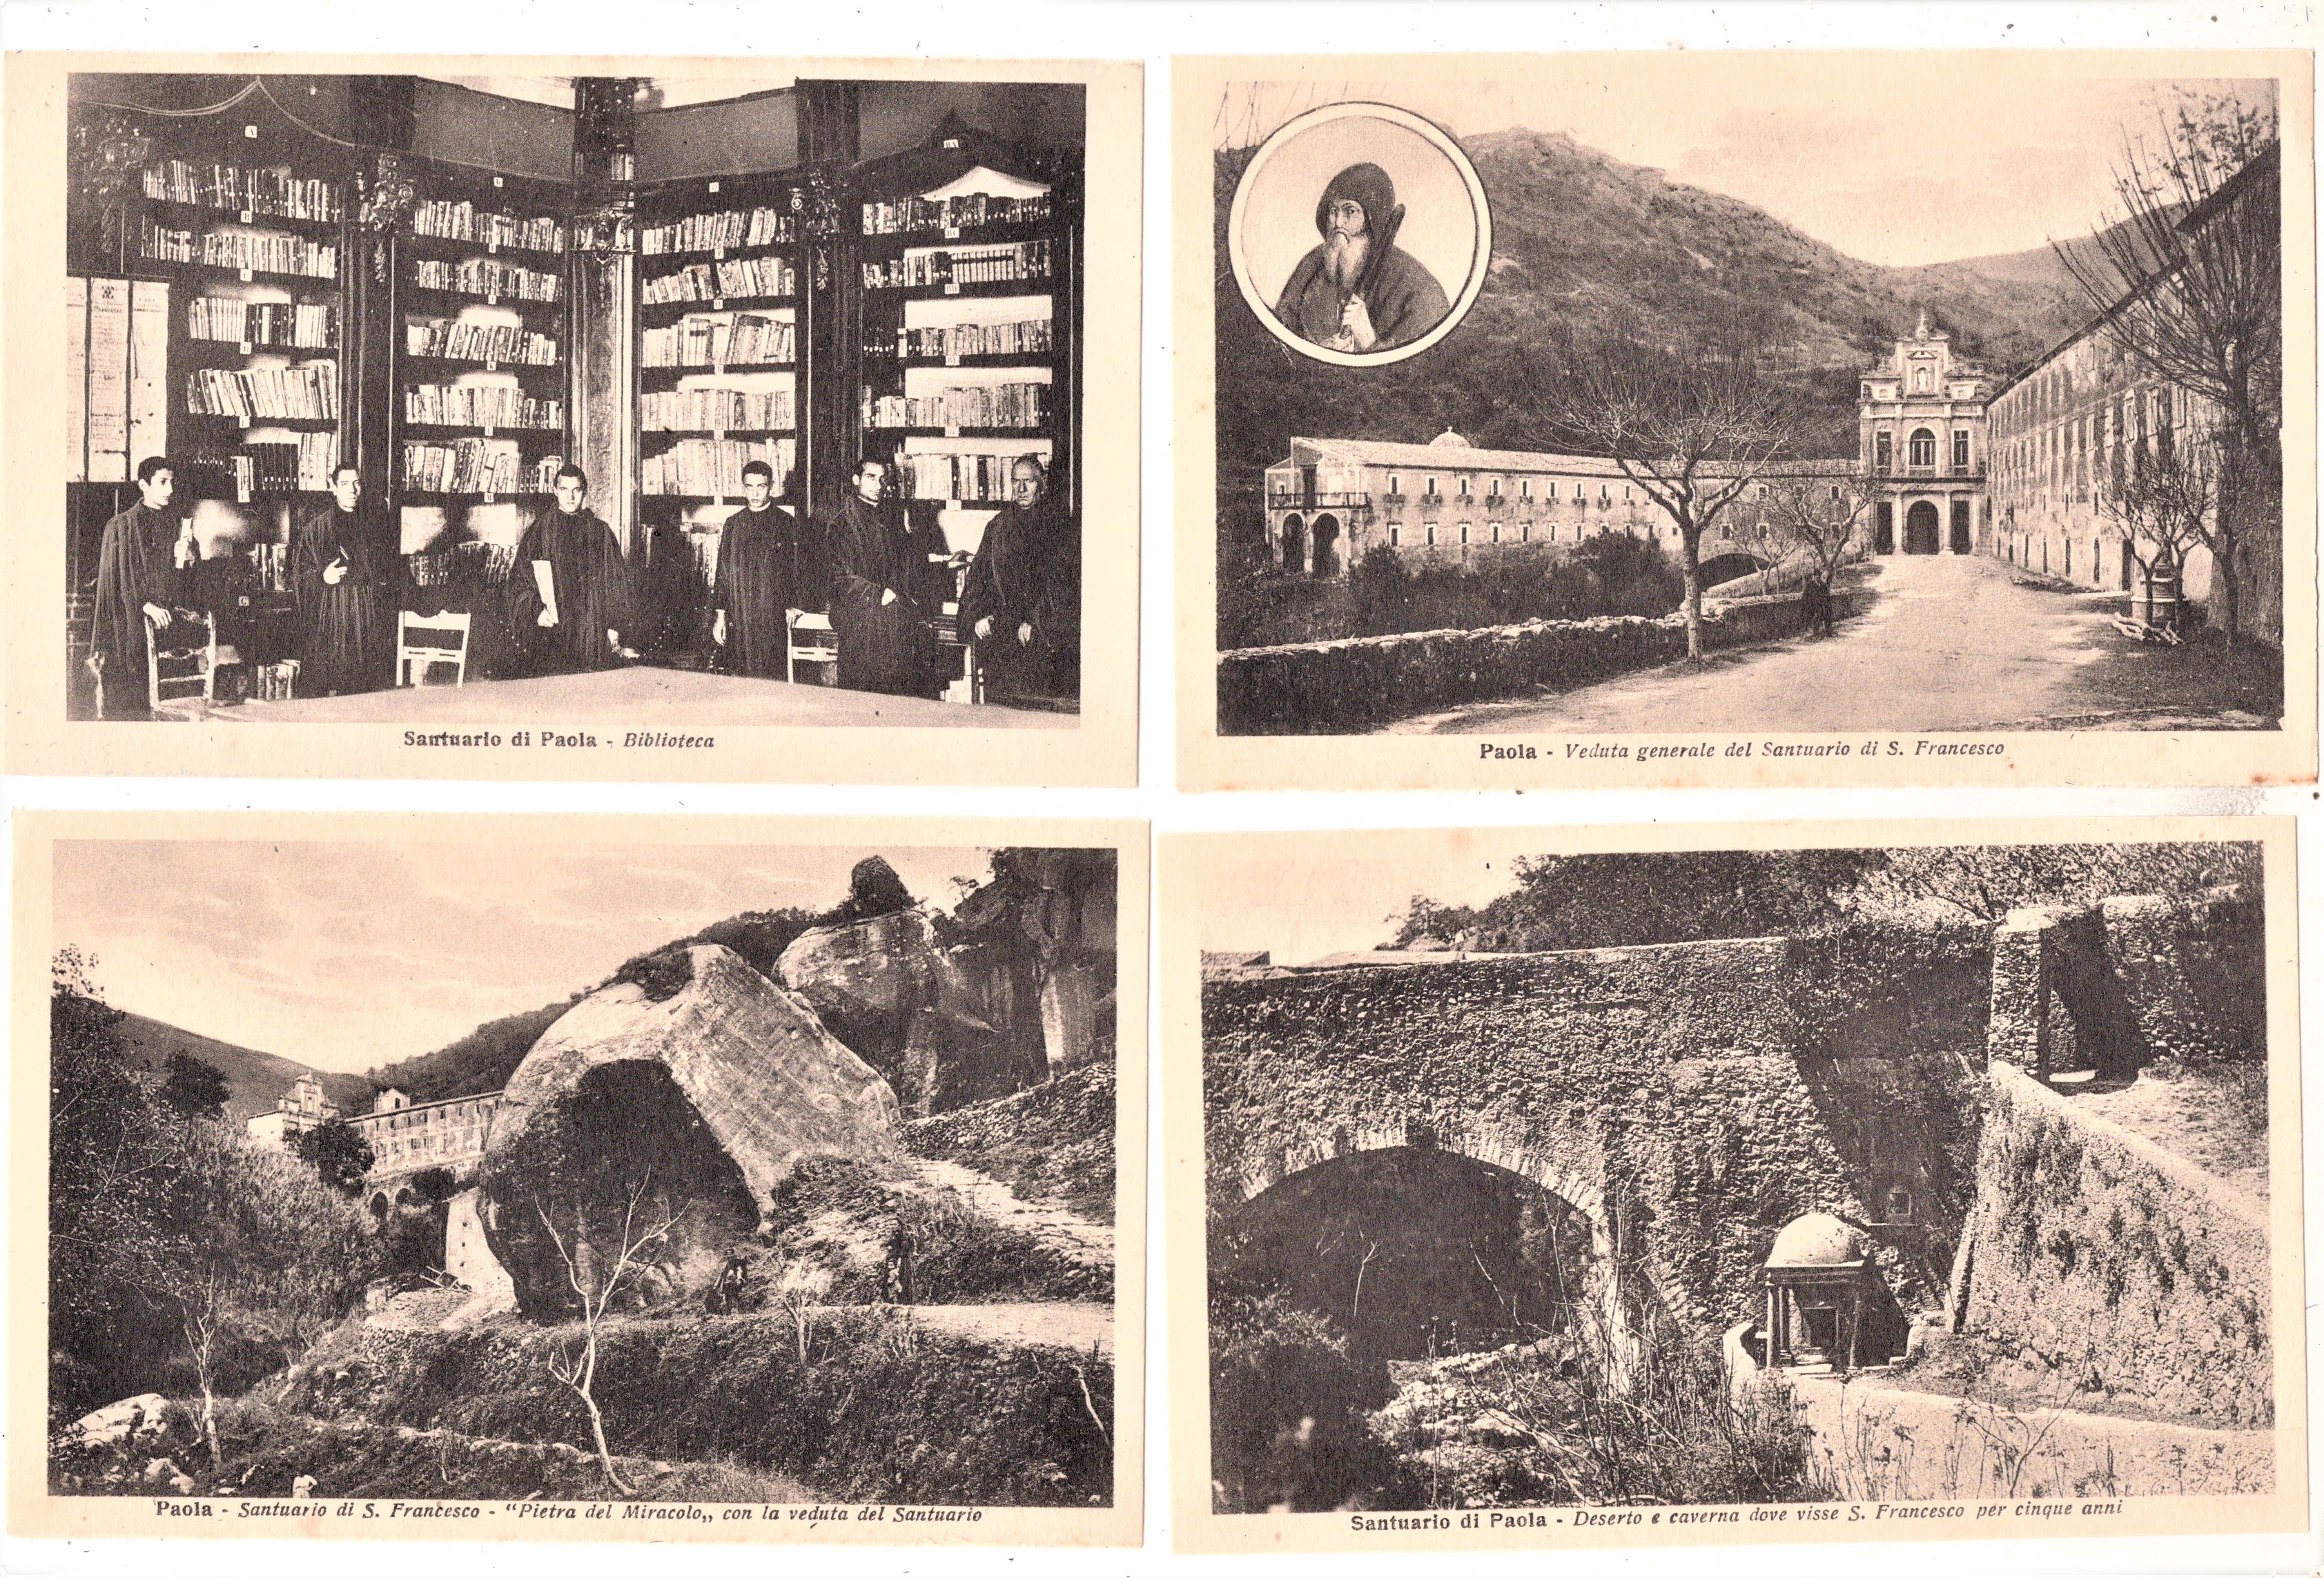 Santuario di Paola - Biblioteca
Paola - Veduta generale del Santuario di S. Francesco
Paola - Santuario di S. Francesco - “Pietra del Miracolo„ con la veduta del Santuario
Santuario di Paola - Deserto e caverna dove visse S. Francesco per cinque anni